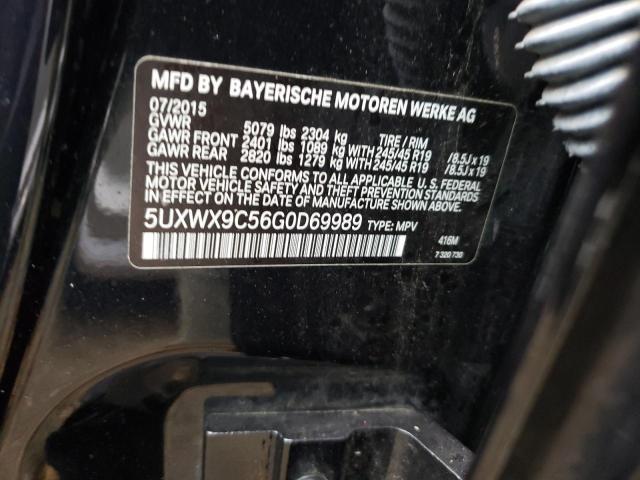 MFD BY BAYERISCHE MOTOREN WERKE AG
07/2015
GVWR 5079 lbs 2304 kg TIRE / RIM
GAWR FRONT 2401 lbs 1089 kg WITH 245/45 R19 /8.5J x 19
GAWR REAR 2820 lbs 1279 kg WITH 245/45 R19 /8.5J x 19
THIS VEHICLE CONFORMS TO ALL APPLICABLE U.S. FEDERAL
MOTOR VEHICLE SAFETY AND THEFT PREVENTION STANDARDS
IN EFFECT ON THE DATE OF MANUFACTURE SHOWN ABOVE.
5UXWX9C56G0D69989 TYPE: MPV
416M
7 320 730